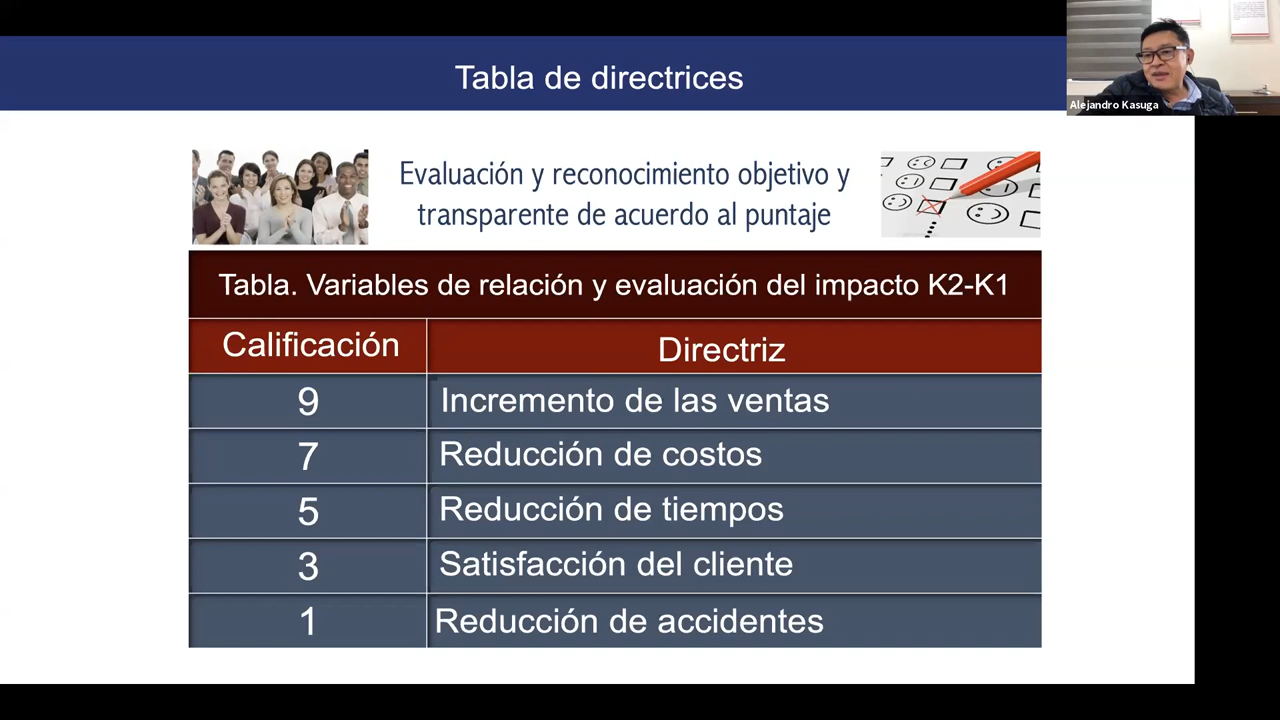 Tabla de directrices
Alejandro Kasuga
Evaluación y reconocimiento objetivo y
transparente de acuerdo al puntaje
Tabla. Variables de relación y evaluación del impacto K2-K1
Calificación Directriz
9 Incremento de las ventas
7 Reducción de costos
5 Reducción de tiempos
3 Satisfacción del cliente
1 Reducción de accidentes